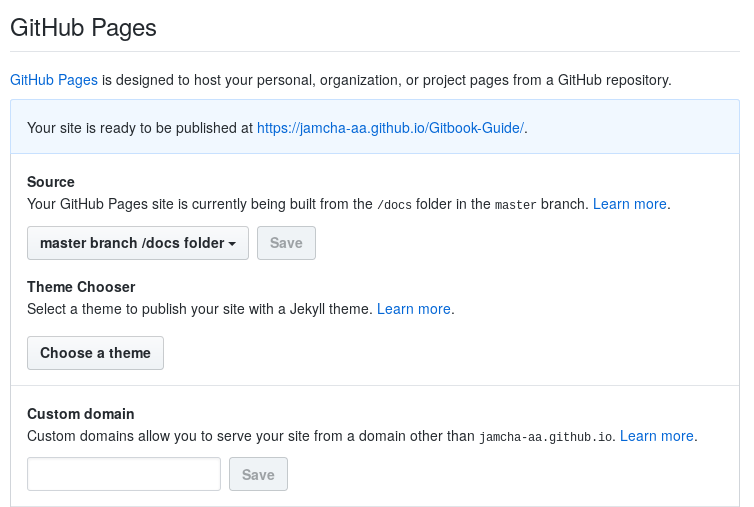 GitHub Pages
GitHub Pages is designed to host your personal, organization, or project pages from a GitHub repository.
Your site is ready to be published at https://jamcha-aa.github.io/Gitbook-Guide/.
Source
Your GitHub Pages site is currently being built from the /docs folder in the master branch. Learn more.
master branch /docs folder Save
Theme Chooser
Select a theme to publish your site with a Jekyll theme. Learn more.
Choose a theme
Custom domain
Custom domains allow you to serve your site from a domain other than jamcha-aa.github.io. Learn more.
Save